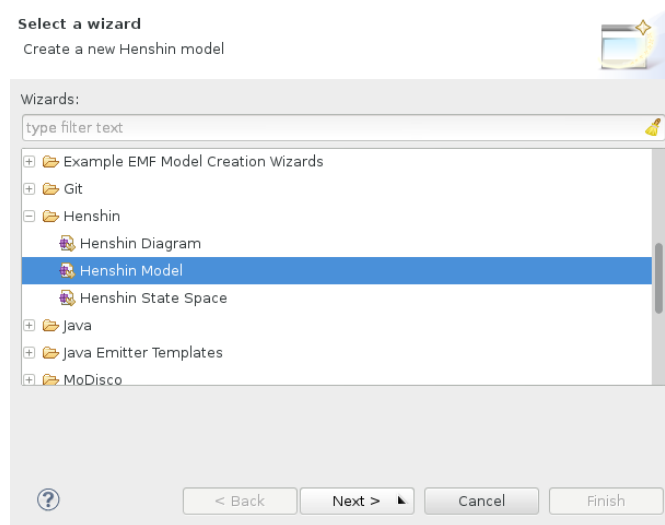 Select a wizard
Create a new Henshin model
Wizards:
type filter text
Example EMF Model Creation Wizards
Git
Henshin
Henshin Diagram
Henshin Model
Henshin State Space
Java
Java Emitter Templates
MoDisco
? < Back Next > Cancel Finish